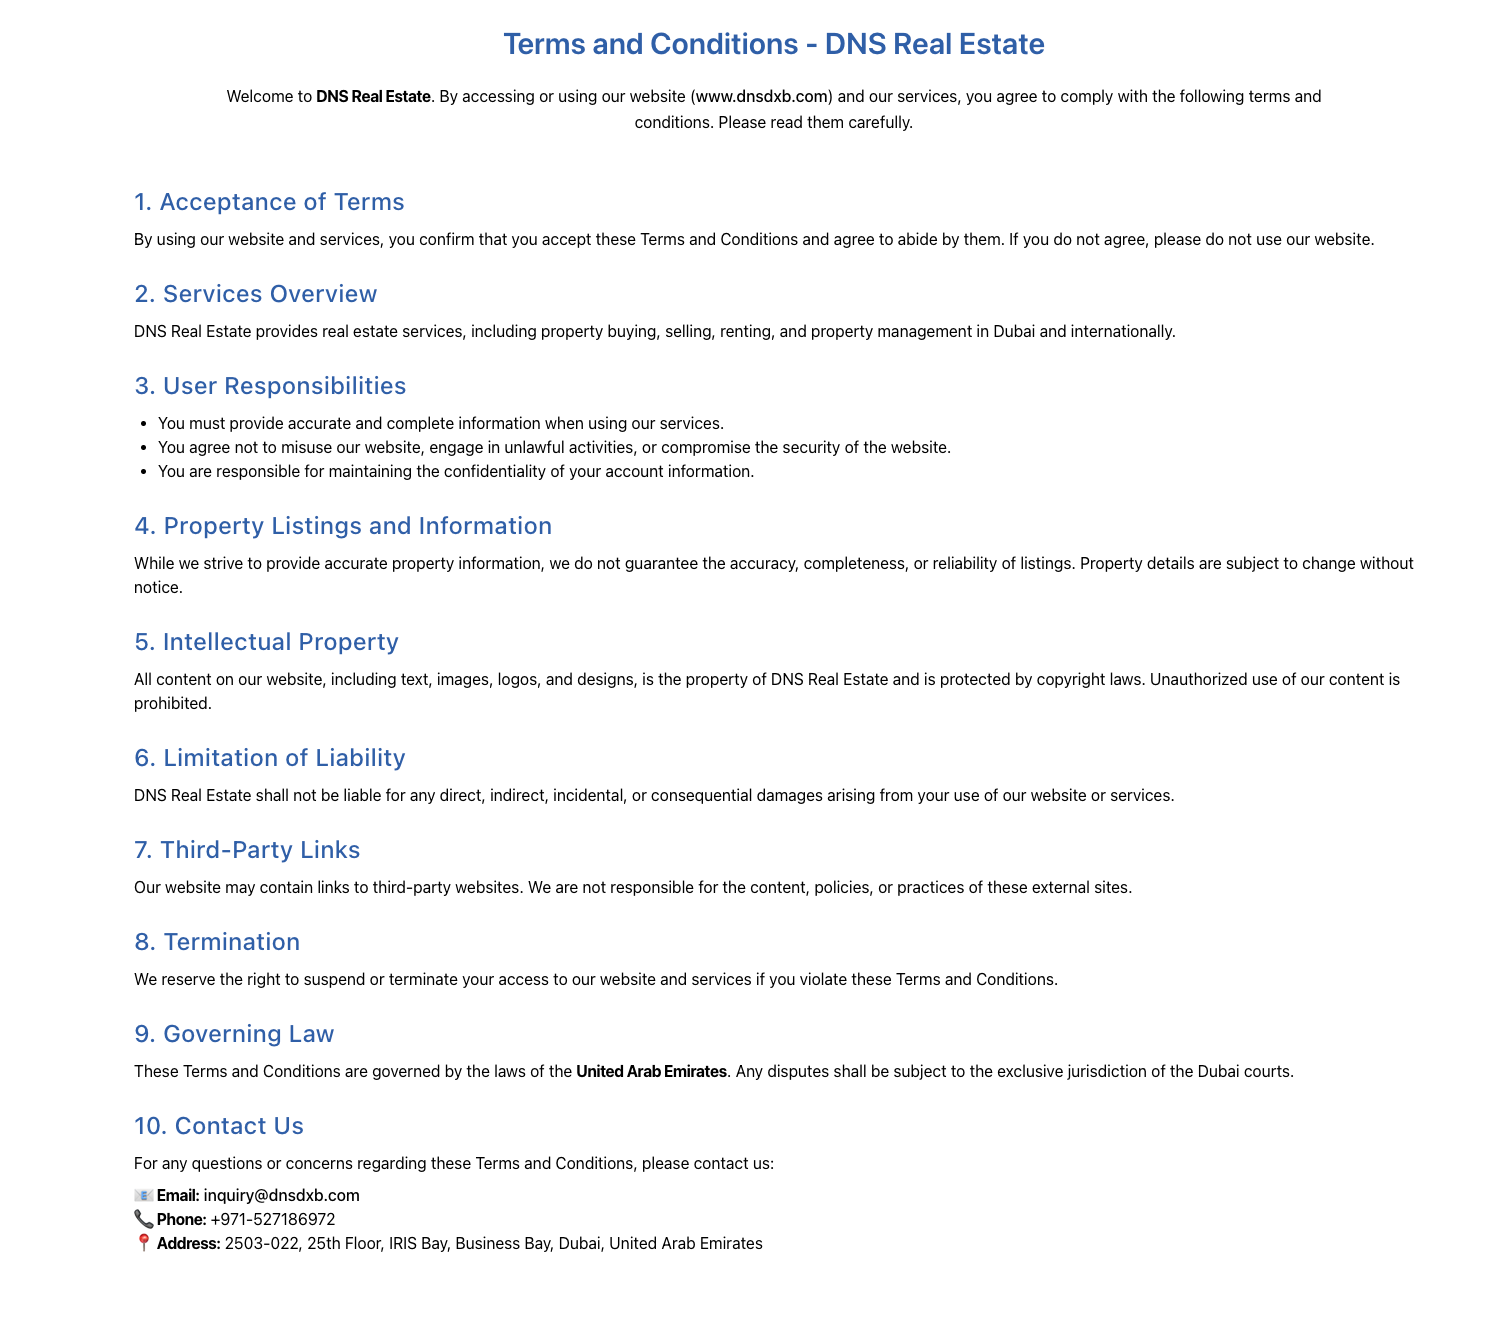 Terms and Conditions - DNS Real Estate
Welcome to DNS Real Estate. By accessing or using our website (www.dnsdxb.com) and our services, you agree to comply with the following terms and
conditions. Please read them carefully.
1. Acceptance of Terms
By using our website and services, you confirm that you accept these Terms and Conditions and agree to abide by them. If you do not agree, please do not use our website.
2. Services Overview
DNS Real Estate provides real estate services, including property buying, selling, renting, and property management in Dubai and internationally.
3. User Responsibilities
• You must provide accurate and complete information when using our services.
• You agree not to misuse our website, engage in unlawful activities, or compromise the security of the website.
• You are responsible for maintaining the confidentiality of your account information.
4. Property Listings and Information
While we strive to provide accurate property information, we do not guarantee the accuracy, completeness, or reliability of listings. Property details are subject to change without
notice.
5. Intellectual Property
All content on our website, including text, images, logos, and designs, is the property of DNS Real Estate and is protected by copyright laws. Unauthorized use of our content is
prohibited.
6. Limitation of Liability
DNS Real Estate shall not be liable for any direct, indirect, incidental, or consequential damages arising from your use of our website or services.
7. Third-Party Links
Our website may contain links to third-party websites. We are not responsible for the content, policies, or practices of these external sites.
8. Termination
We reserve the right to suspend or terminate your access to our website and services if you violate these Terms and Conditions.
9. Governing Law
These Terms and Conditions are governed by the laws of the United Arab Emirates. Any disputes shall be subject to the exclusive jurisdiction of the Dubai courts.
10. Contact Us
For any questions or concerns regarding these Terms and Conditions, please contact us:
📧 Email: inquiry@dnsdxb.com
📞 Phone: +971-527186972
📍 Address: 2503-022, 25th Floor, IRIS Bay, Business Bay, Dubai, United Arab Emirates